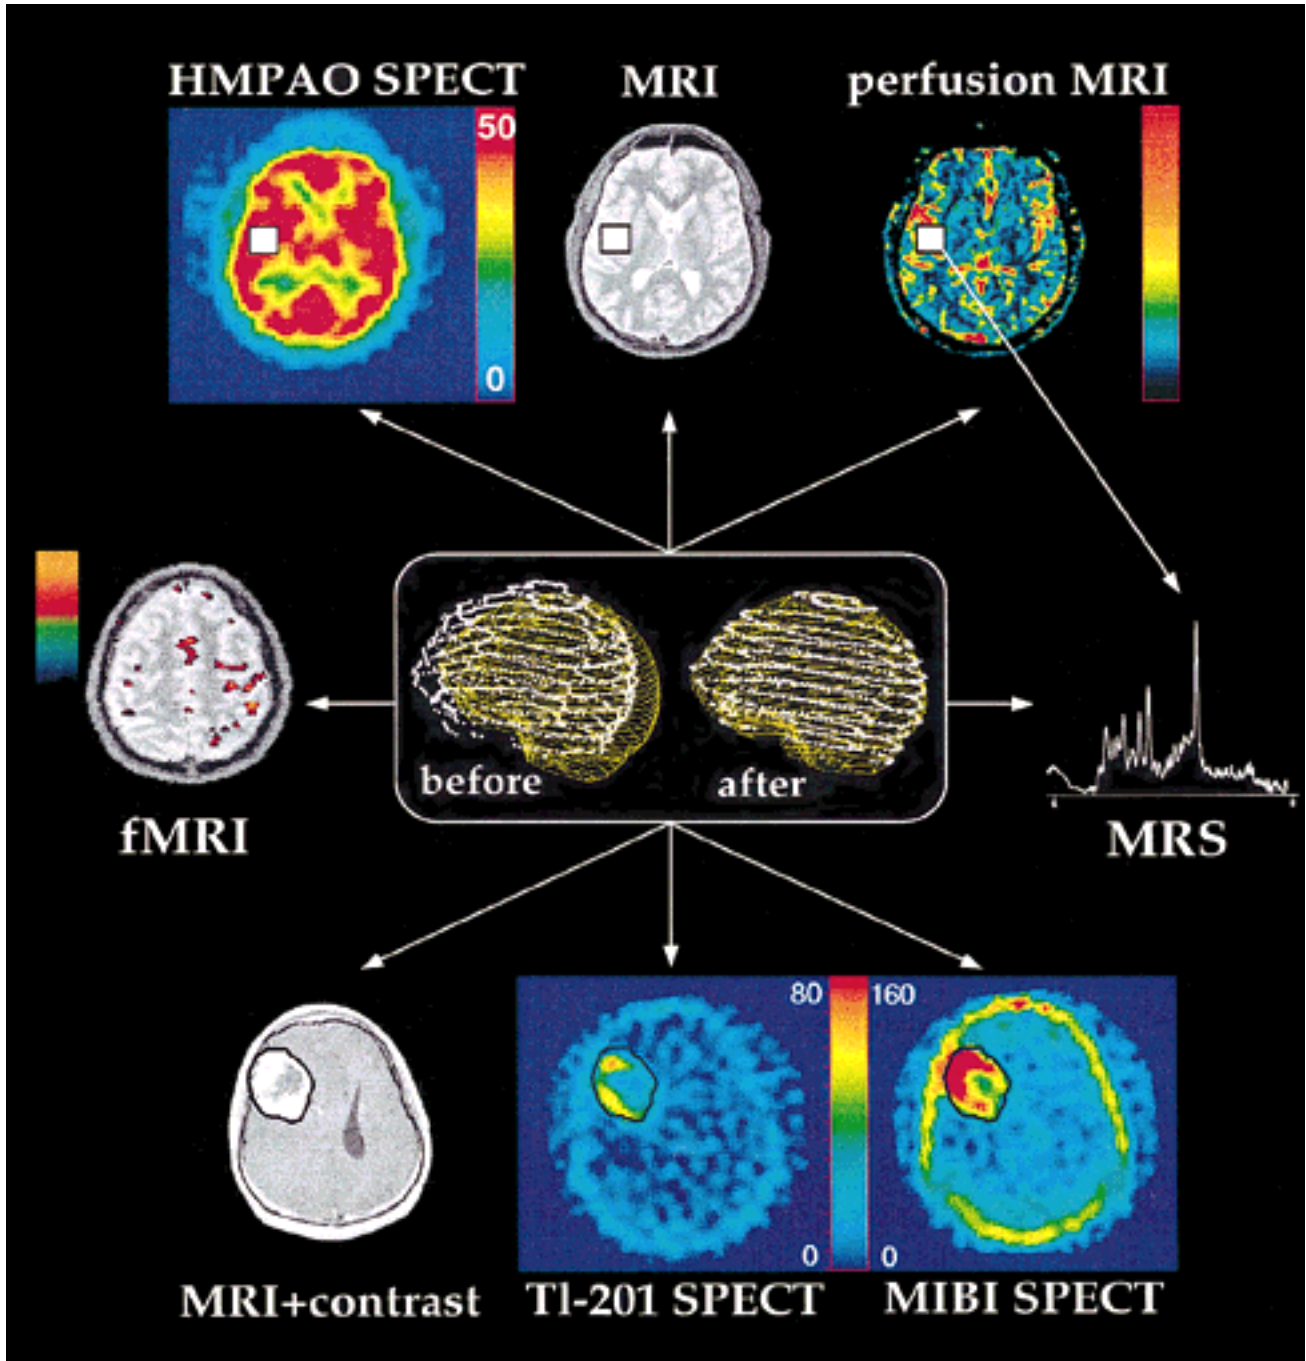 HMPAO SPECT
MRI
perfusion MRI
50
0
before
after
fMRI
MRS
80
160
0
0
MRI+contrast
Tl-201 SPECT
MIBI SPECT